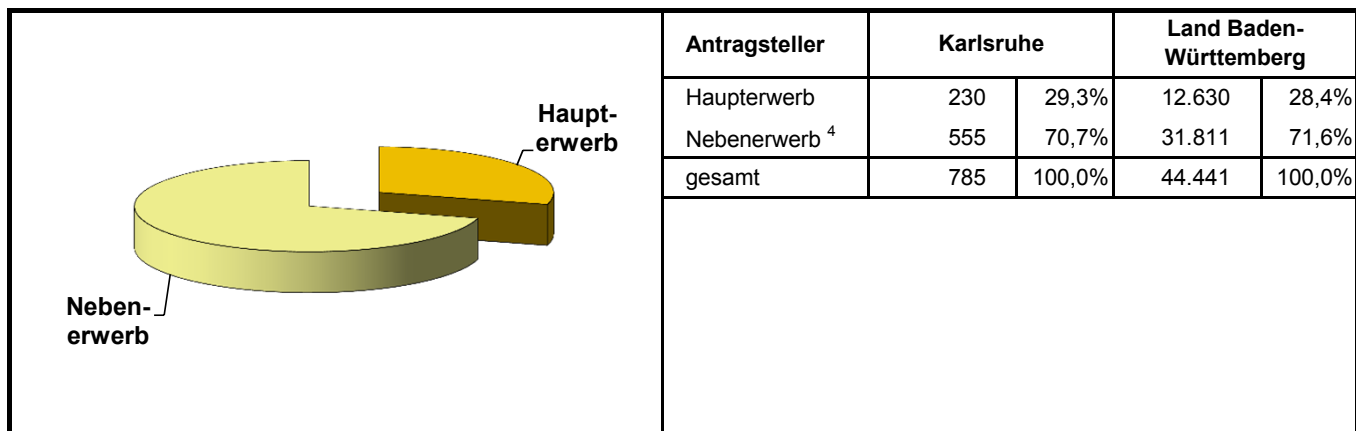 Haupt-
erwerb
Neben-
erwerb
Antragsteller Karlsruhe Land Baden-
Württemberg
Haupterwerb 230 29,3% 12.630 28,4%
Nebenerwerb 4 555 70,7% 31.811 71,6%
gesamt 785 100,0% 44.441 100,0%